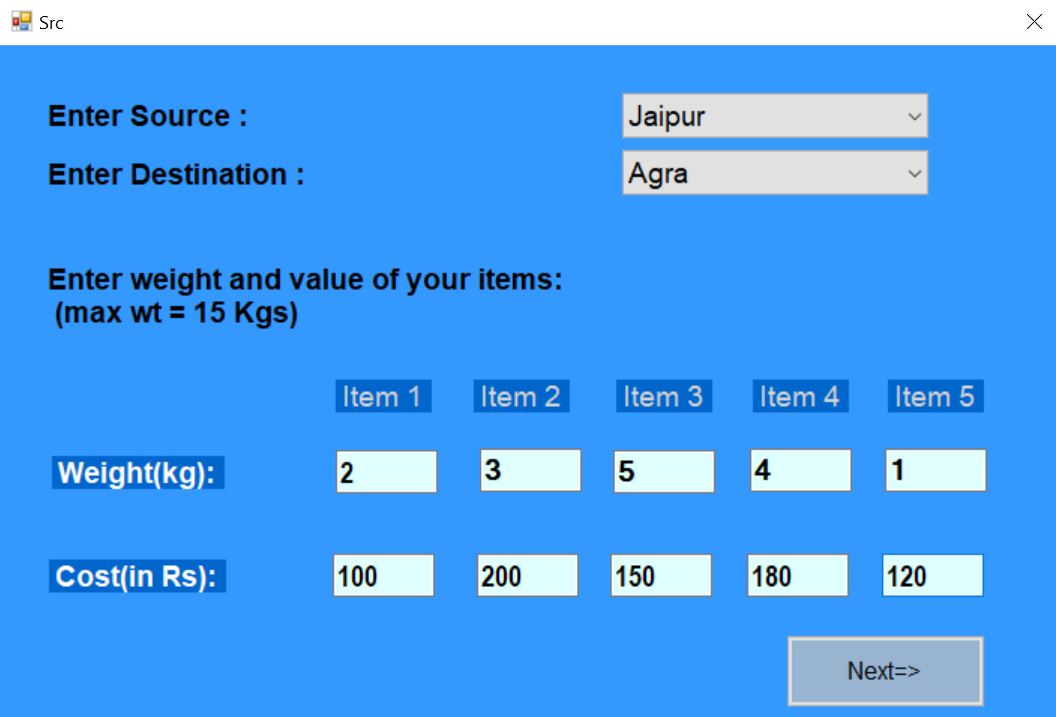 Src
Enter Source : Jaipur
Enter Destination : Agra
Enter weight and value of your items:
(max wt = 15 Kgs)
Item 1 Item 2 Item 3 Item 4 Item 5
Weight(kg): 2 3 5 4 1
Cost(in Rs): 100 200 150 180 120
Next=>